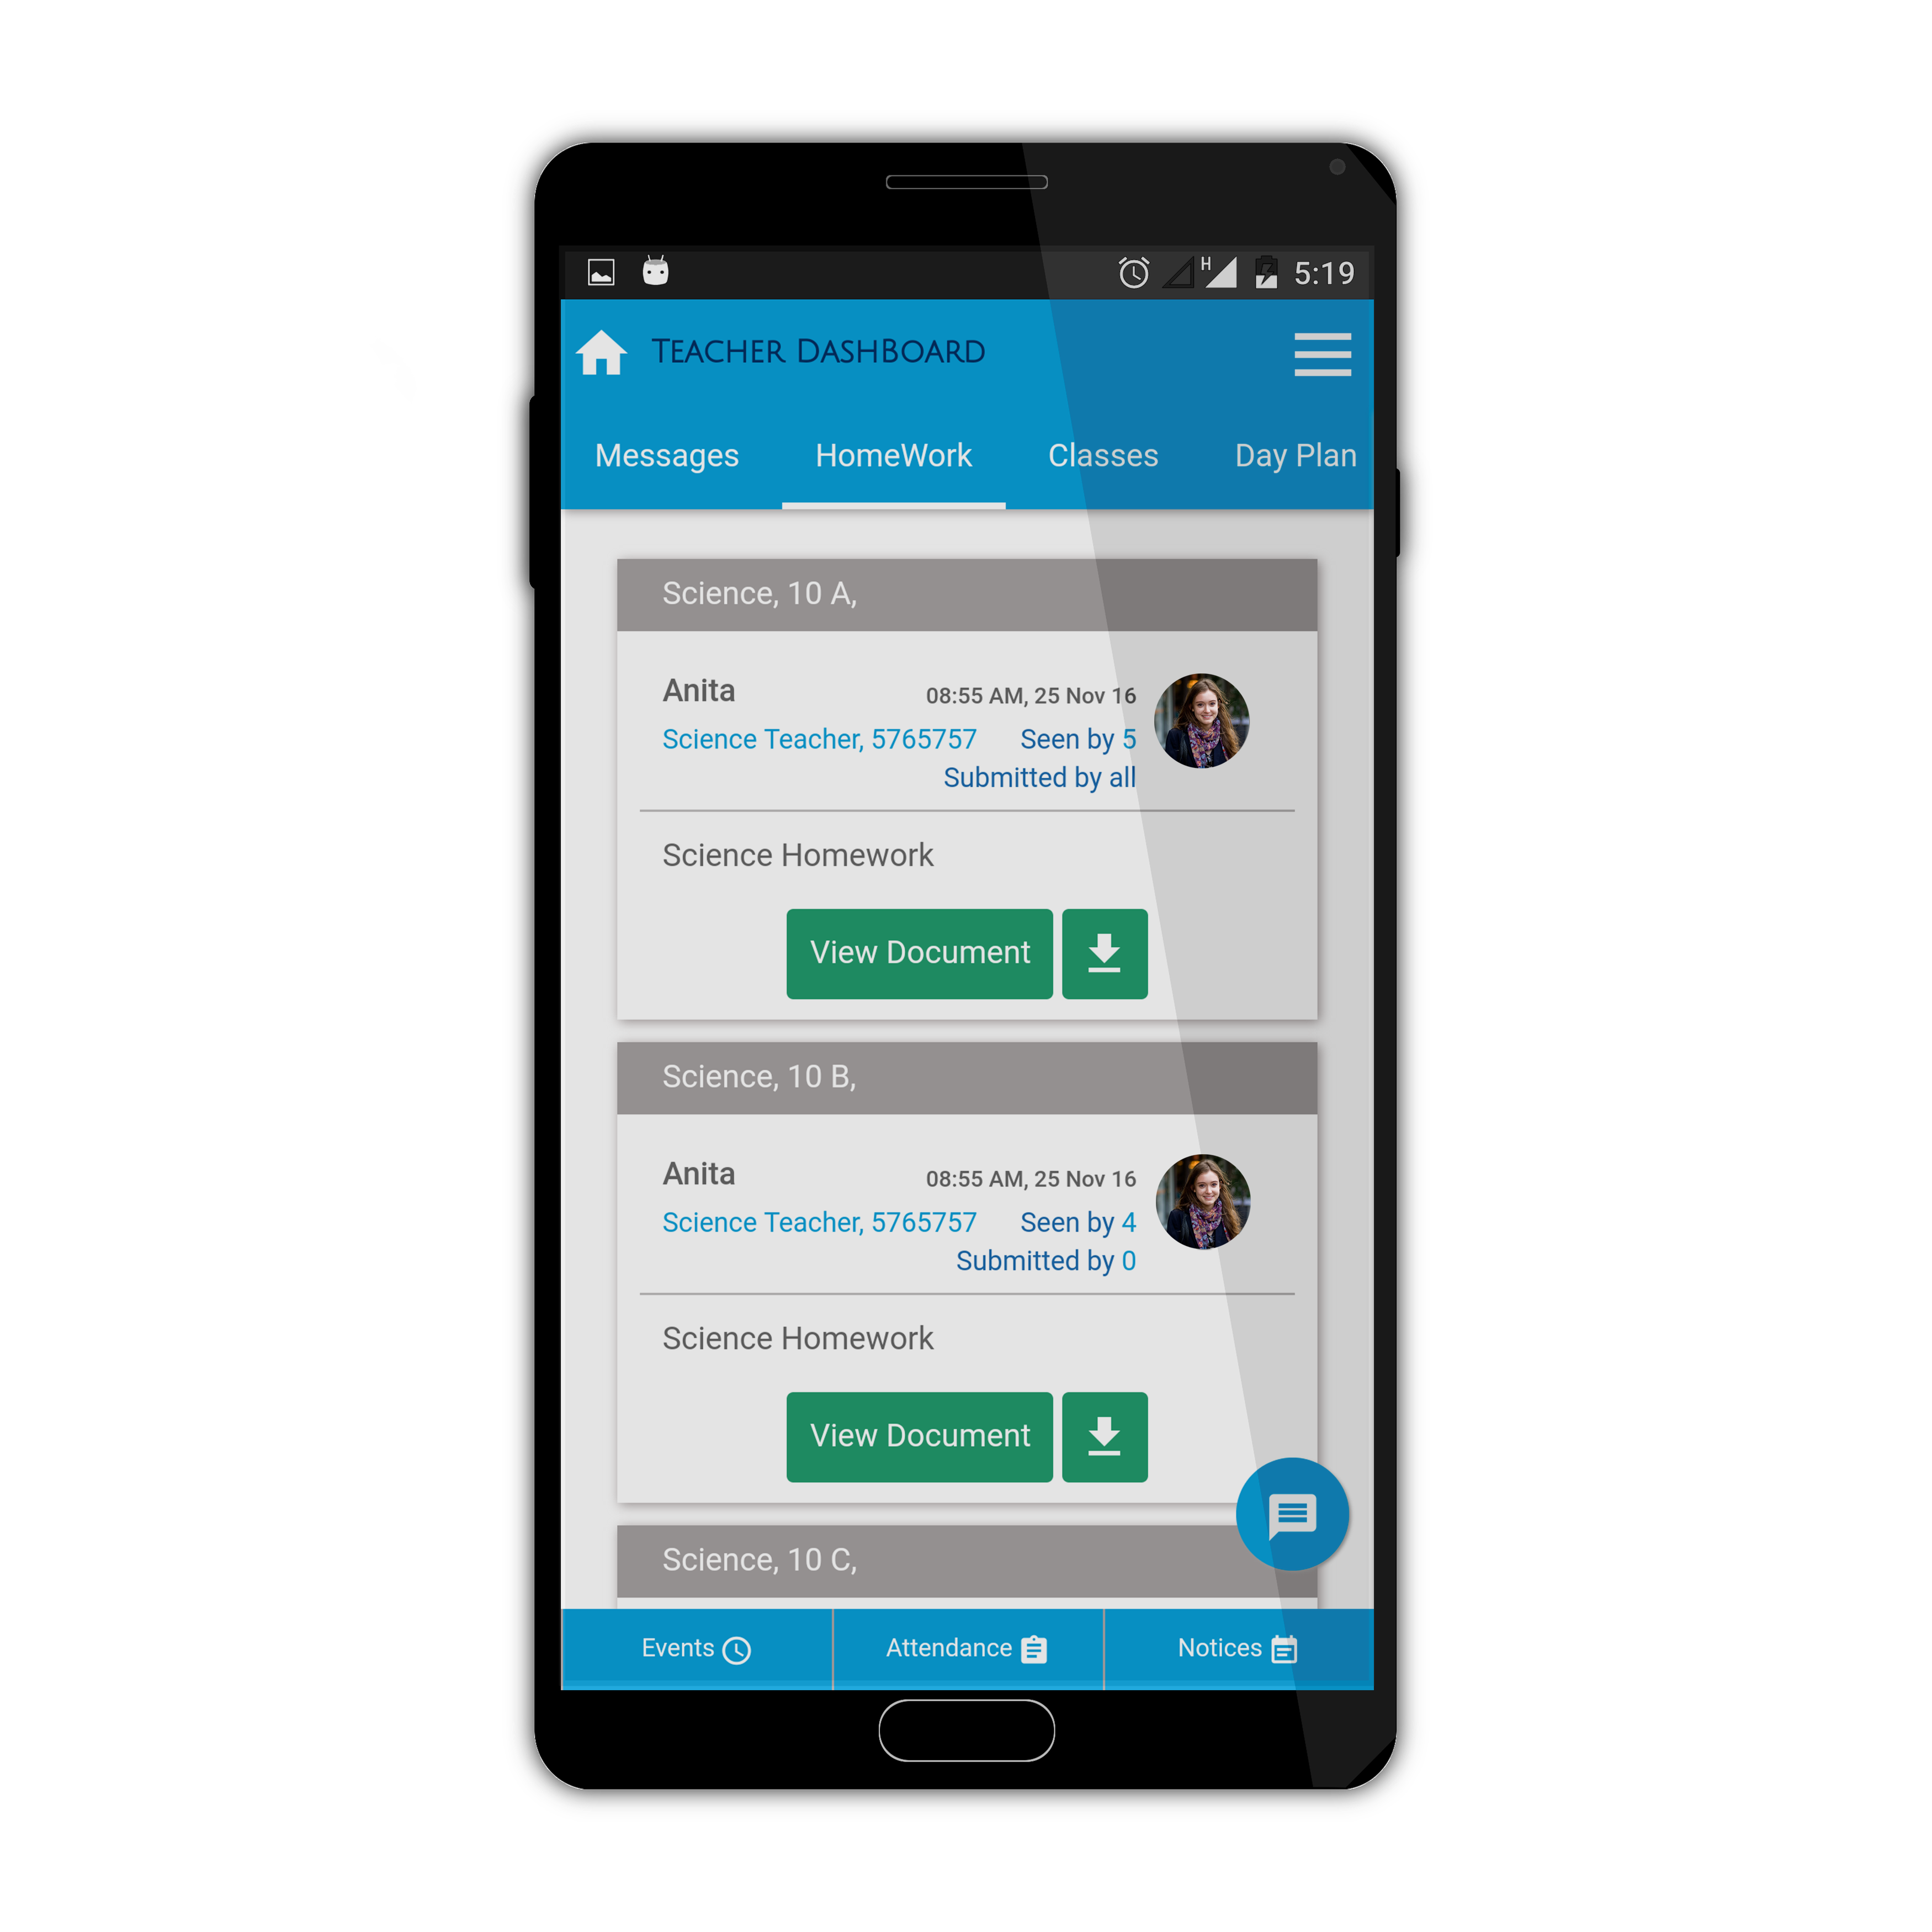 H 5:19
TEACHER DASHBOARD
Messages HomeWork Classes Day Plan
Science, 10 A,
Anita 08:55 AM, 25 Nov 16
Science Teacher, 5765757 Seen by 5
Submitted by all
Science Homework
View Document
Science, 10 B,
Anita 08:55 AM, 25 Nov 16
Science Teacher, 5765757 Seen by 4
Submitted by 0
Science Homework
View Document
Science, 10 C,
Events Attendance Notices